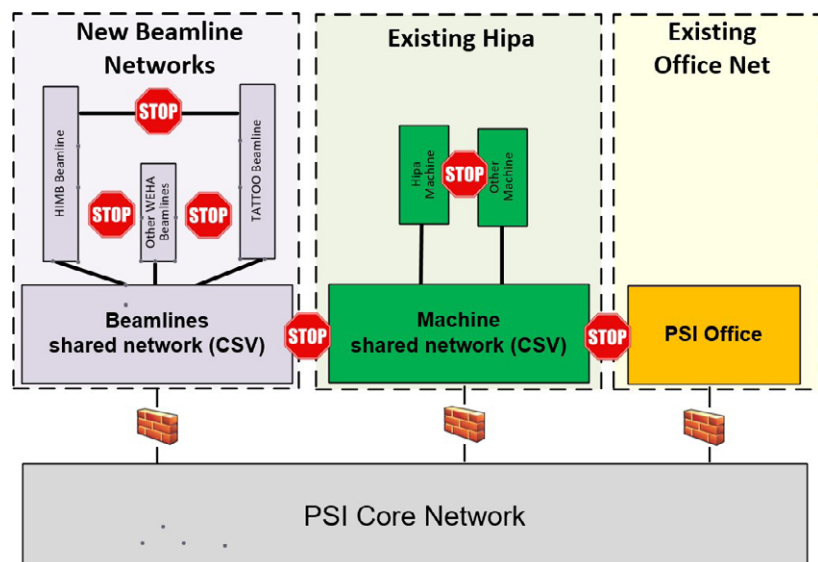 New Beamline
Networks
Existing Hipa
Existing
Office Net
STOP
HIMB Beamline
STOP
Other WEHA
Beamlines
STOP
TATTOO Beamline
Hipa
Machine
STOP
Other
Machine
Beamlines
shared network (CSV)
STOP
Machine
shared network (CSV)
STOP
PSI Office
PSI Core Network